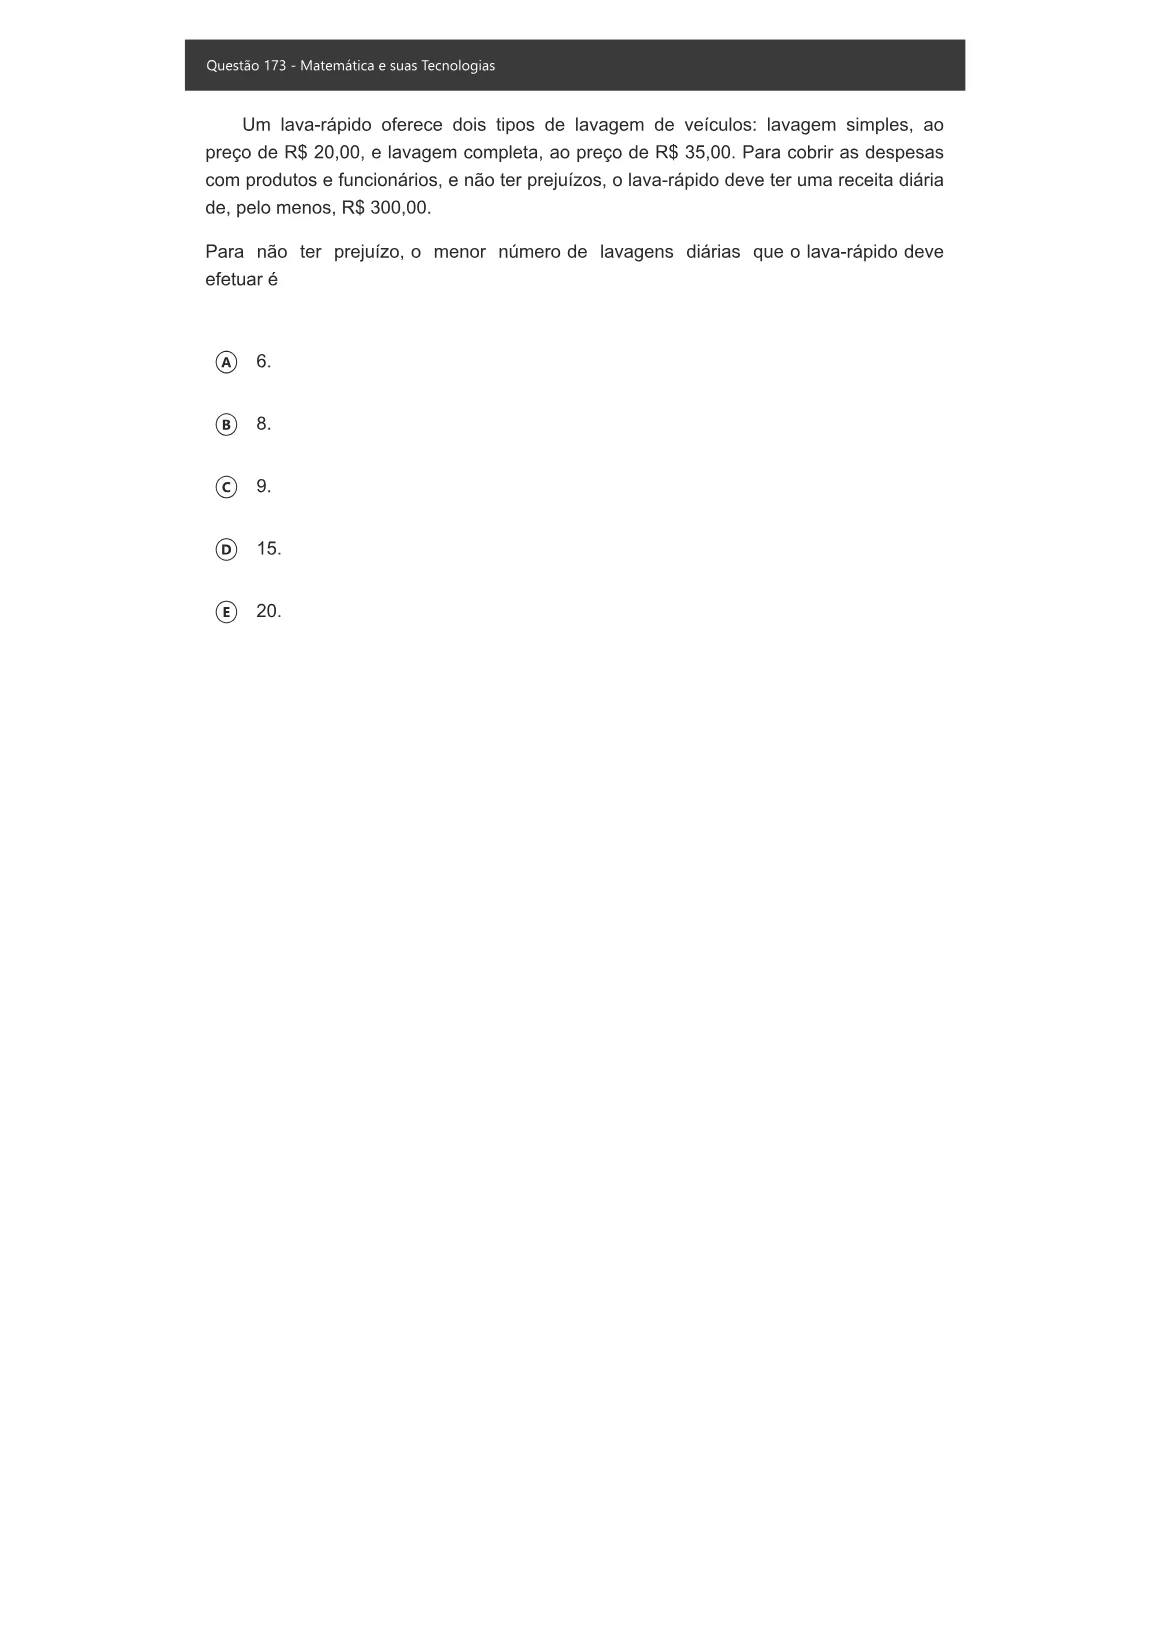 Questão 173 - Matemática e suas Tecnologias
Um lava-rápido oferece dois tipos de lavagem de veículos: lavagem simples, ao
preço de R$ 20,00, e lavagem completa, ao preço de R$ 35,00. Para cobrir as despesas
com produtos e funcionários, e não ter prejuízos, o lava-rápido deve ter uma receita diária
de, pelo menos, R$ 300,00.
Para não ter prejuízo, o menor número de lavagens diárias que o lava-rápido deve
efetuar é
A 6.
B 8.
C 9.
D 15.
E 20.